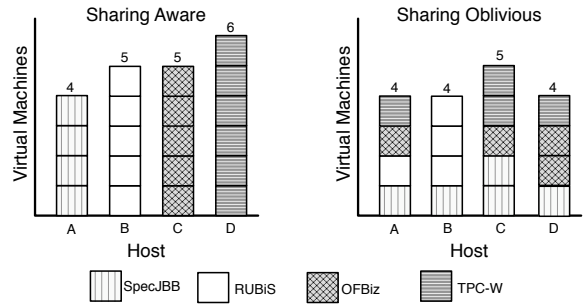 Sharing Aware
Virtual Machines
4
5
5
6
A
B
C
D
Host
Sharing Oblivious
Virtual Machines
4
4
5
4
A
B
C
D
Host
SpecJBB
RUBiS
OFBiz
TPC-W